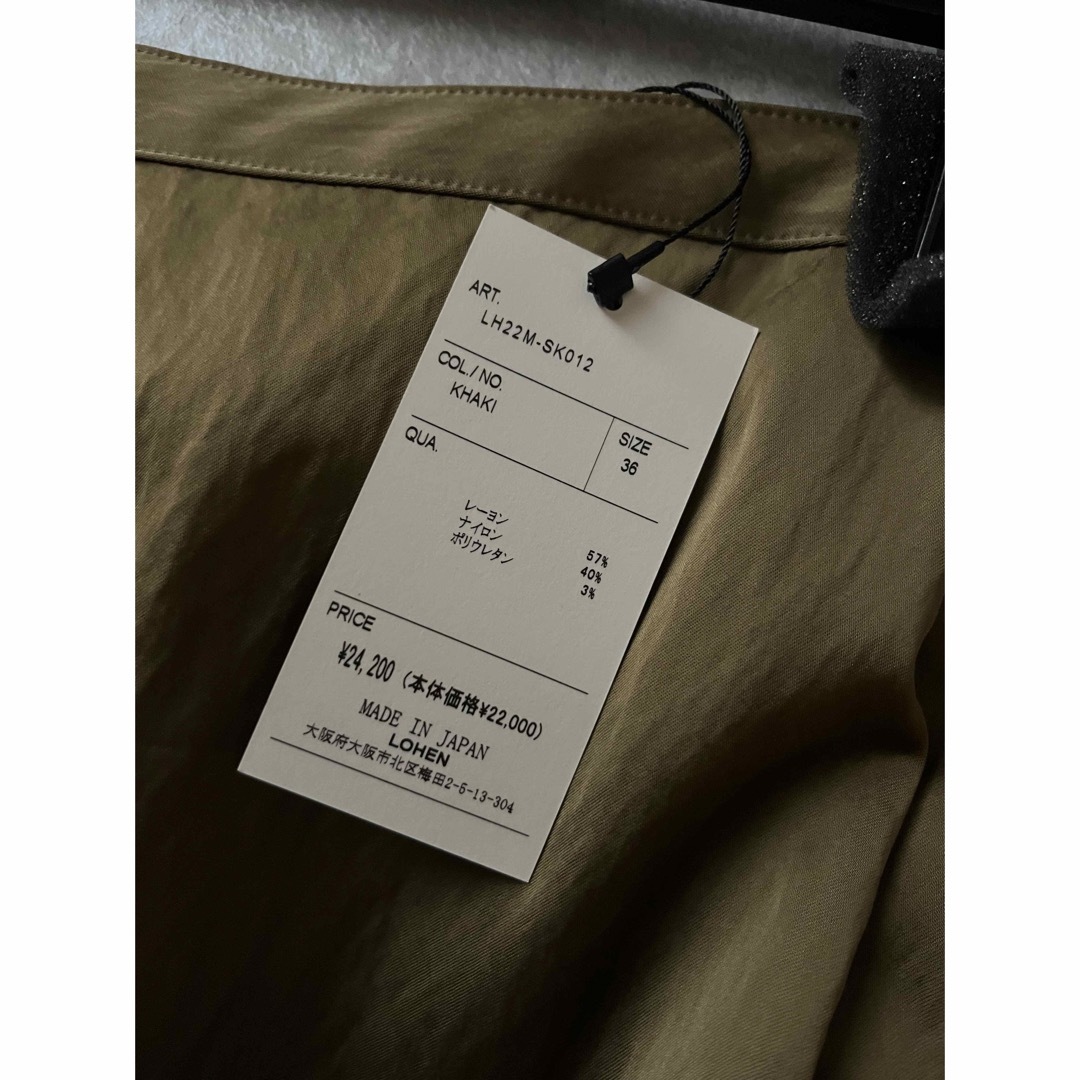 ART.
LH22M-SK012
COL./NO.
KHAKI
SIZE
36
QUA.
レーヨン 57%
ナイロン 40%
ポリウレタン 3%
PRICE
¥24,200 (本体価格¥22,000)
MADE IN JAPAN
LOHEN
大阪府大阪市北区梅田2-5-13-304